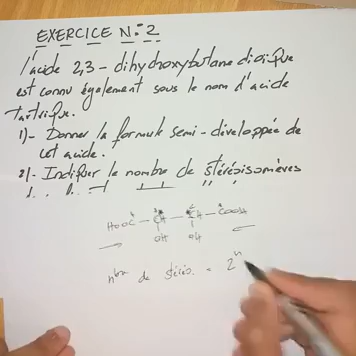 EXERCICE N:2
l'acide 2,3-dihydroxybutane dioïque
est connu également sous le nom d'acide
Tartrique.
1)- Donner la formule semi-développée de
cet acide.
2)- Indiquer le nombre de stéréoisomères
HOOC - CH - CH - COOH
OH OH
nbre de stéréo. = 2^n